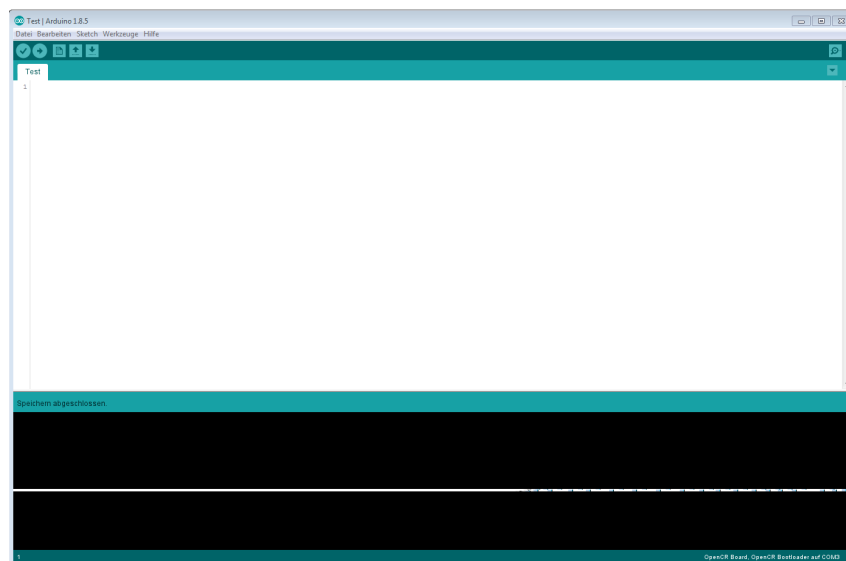 Test | Arduino 1.8.5
Datei Bearbeiten Sketch Werkzeuge Hilfe
Test
1
Speichern abgeschlossen.
1 OpenCR Board, OpenCR Bootloader auf COM3